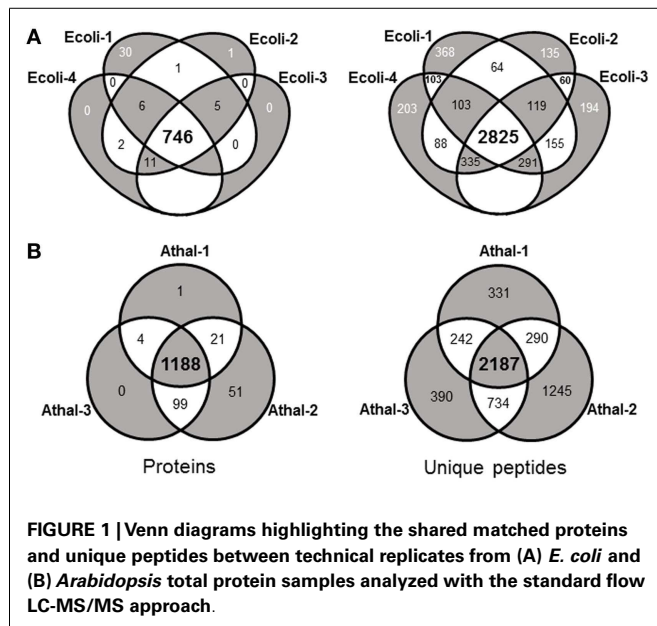 A
Ecoli-1
Ecoli-2
Ecoli-4
Ecoli-3
30
1
1
0
0
0
6
5
0
746
2
0
11
Ecoli-1
Ecoli-2
Ecoli-4
Ecoli-3
368
135
64
103
60
203
103
119
194
2825
88
155
335
291
B
Athal-1
1
4
21
1188
0
51
Athal-3
99
Athal-2
Proteins
Athal-1
331
242
290
2187
390
1245
Athal-3
734
Athal-2
Unique peptides
FIGURE 1 | Venn diagrams highlighting the shared matched proteins
and unique peptides between technical replicates from (A) E. coli and
(B) Arabidopsis total protein samples analyzed with the standard flow
LC-MS/MS approach.